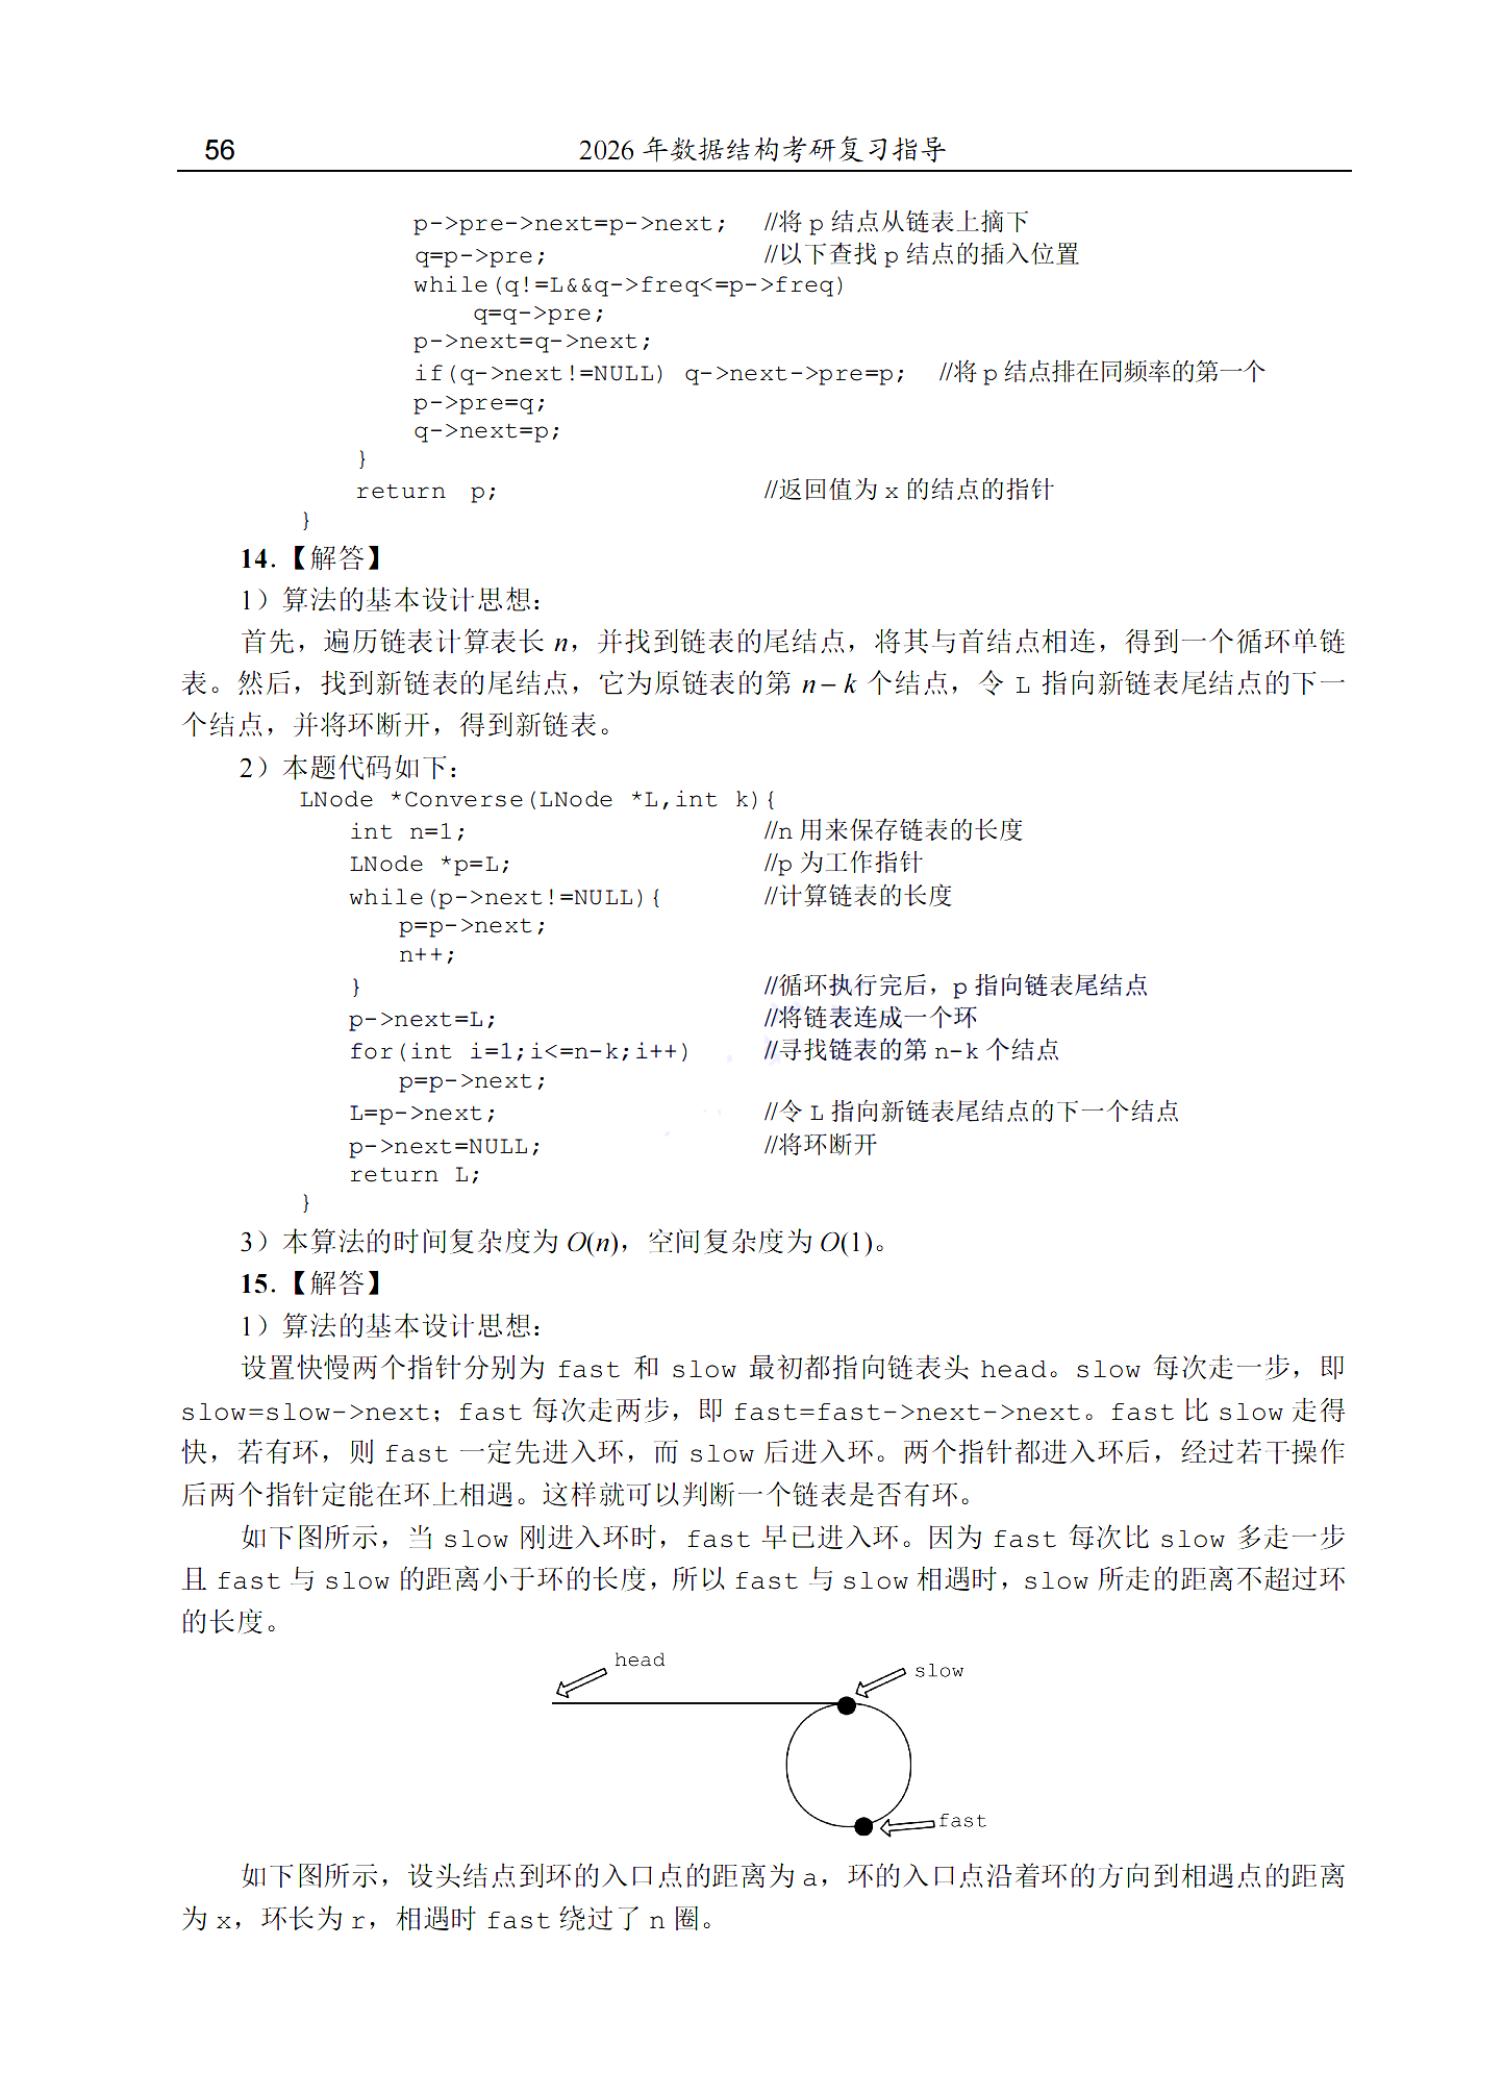 56 2026 年数据结构考研复习指导
p->pre->next=p->next; //将 p 结点从链表上摘下
q=p->pre; //以下查找 p 结点的插入位置
while(q!=L&&q->freq<=p->freq)
q=q->pre;
p->next=q->next;
if(q->next!=NULL) q->next->pre=p; //将 p 结点排在同频率的第一个
p->pre=q;
q->next=p;
}
return p; //返回值为 x 的结点的指针
}
14.【解答】
1）算法的基本设计思想：
首先，遍历链表计算表长 n，并找到链表的尾结点，将其与首结点相连，得到一个循环单链
表。然后，找到新链表的尾结点，它为原链表的第 n – k 个结点，令 L 指向新链表尾结点的下一
个结点，并将环断开，得到新链表。
2）本题代码如下：
LNode *Converse(LNode *L,int k){
int n=1; //n 用来保存链表的长度
LNode *p=L; //p 为工作指针
while(p->next!=NULL){ //计算链表的长度
p=p->next;
n++;
} //循环执行完后，p 指向链表尾结点
p->next=L; //将链表连成一个环
for(int i=1;i<=n-k;i++) //寻找链表的第 n-k 个结点
p=p->next;
L=p->next; //令 L 指向新链表尾结点的下一个结点
p->next=NULL; //将环断开
return L;
}
3）本算法的时间复杂度为 O(n)，空间复杂度为 O(1)。
15.【解答】
1）算法的基本设计思想：
设置快慢两个指针分别为 fast 和 slow 最初都指向链表头 head。slow 每次走一步，即
slow=slow->next；fast 每次走两步，即 fast=fast->next->next。fast 比 slow 走得
快，若有环，则 fast 一定先进入环，而 slow 后进入环。两个指针都进入环后，经过若干操作
后两个指针定能在环上相遇。这样就可以判断一个链表是否有环。
如下图所示，当 slow 刚进入环时，fast 早已进入环。因为 fast 每次比 slow 多走一步
且 fast 与 slow 的距离小于环的长度，所以 fast 与 slow 相遇时，slow 所走的距离不超过环
的长度。
head
slow
fast
如下图所示，设头结点到环的入口点的距离为 a，环的入口点沿着环的方向到相遇点的距离
为 x，环长为 r，相遇时 fast 绕过了 n 圈。